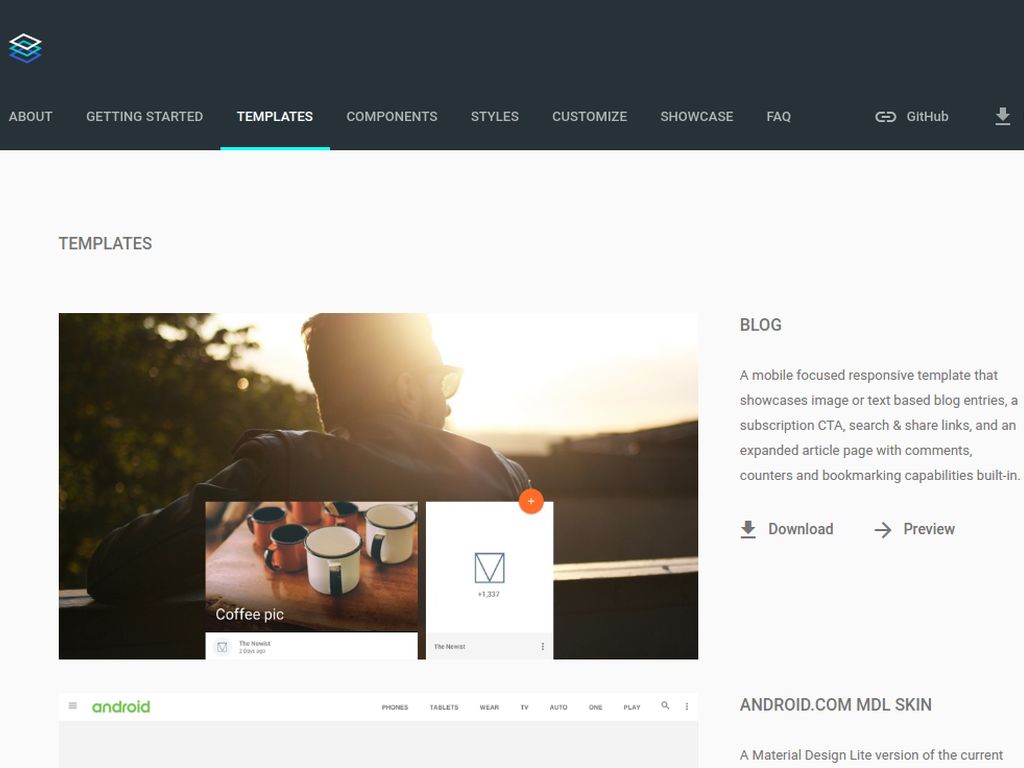 ABOUT GETTING STARTED TEMPLATES COMPONENTS STYLES CUSTOMIZE SHOWCASE FAQ GitHub
TEMPLATES
BLOG
A mobile focused responsive template that
showcases image or text based blog entries, a
subscription CTA, search & share links, and an
expanded article page with comments,
counters and bookmarking capabilities built-in.
Download Preview
+
+1,337
Coffee pic
The Newist
2 Days ago
The Newist
android PHONES TABLETS WEAR TV AUTO ONE PLAY
ANDROID.COM MDL SKIN
A Material Design Lite version of the current